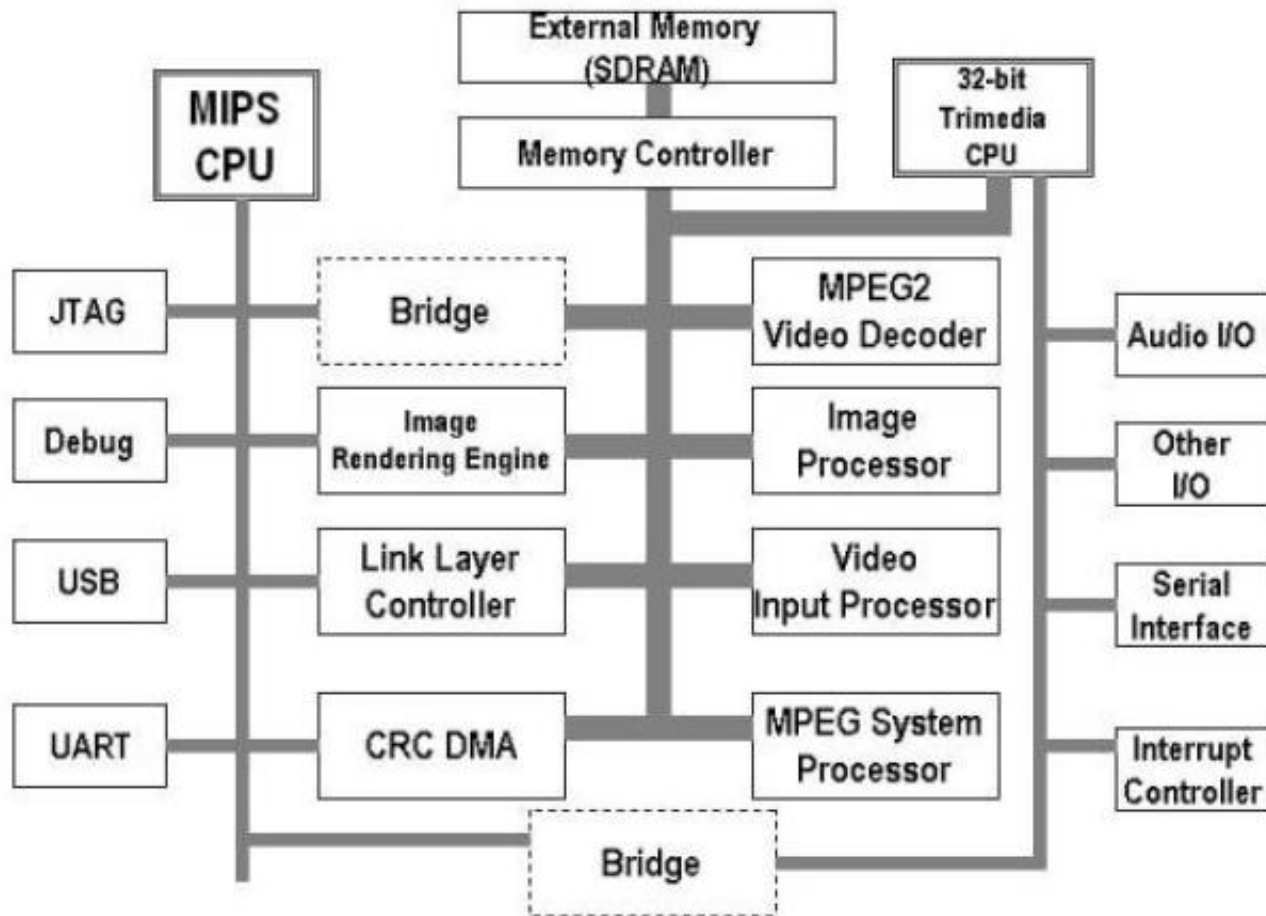 External Memory
(SDRAM)
MIPS
CPU
32-bit
Trimedia
CPU
Memory Controller
JTAG
Bridge
MPEG2
Video Decoder
Audio I/O
Debug
Image
Rendering Engine
Image
Processor
Other
I/O
USB
Link Layer
Controller
Video
Input Processor
Serial
Interface
UART
CRC DMA
MPEG System
Processor
Interrupt
Controller
Bridge